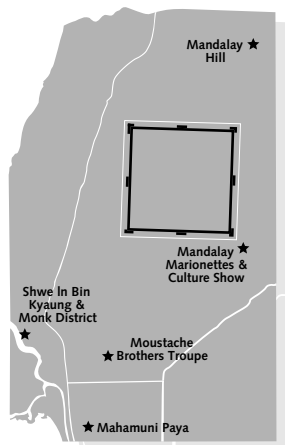 Mandalay
Hill
Mandalay
Marionettes &
Culture Show
Shwe In Bin
Kyaung &
Monk District
Moustache
Brothers Troupe
Mahamuni Paya